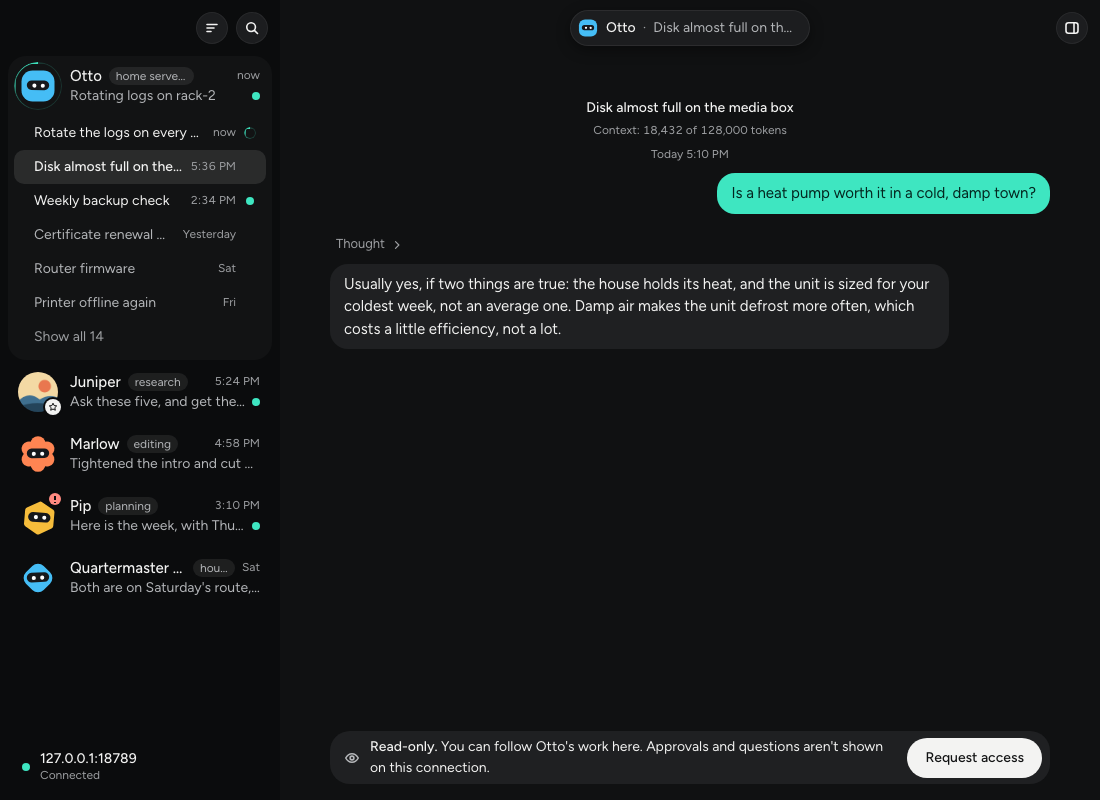 Otto · Disk almost full on th...
Otto home serve... now
Rotating logs on rack-2
Rotate the logs on every ... now
Disk almost full on the... 5:36 PM
Weekly backup check 2:34 PM
Certificate renewal ... Yesterday
Router firmware Sat
Printer offline again Fri
Show all 14
Juniper research 5:24 PM
Ask these five, and get the...
Marlow editing 4:58 PM
Tightened the intro and cut ...
Pip planning 3:10 PM
Here is the week, with Thu...
Quartermaster ... hou... Sat
Both are on Saturday's route,...
127.0.0.1:18789
Connected
Disk almost full on the media box
Context: 18,432 of 128,000 tokens
Today 5:10 PM
Is a heat pump worth it in a cold, damp town?
Thought
Usually yes, if two things are true: the house holds its heat, and the unit is sized for your
coldest week, not an average one. Damp air makes the unit defrost more often, which
costs a little efficiency, not a lot.
Read-only. You can follow Otto's work here. Approvals and questions aren't shown
on this connection.
Request access